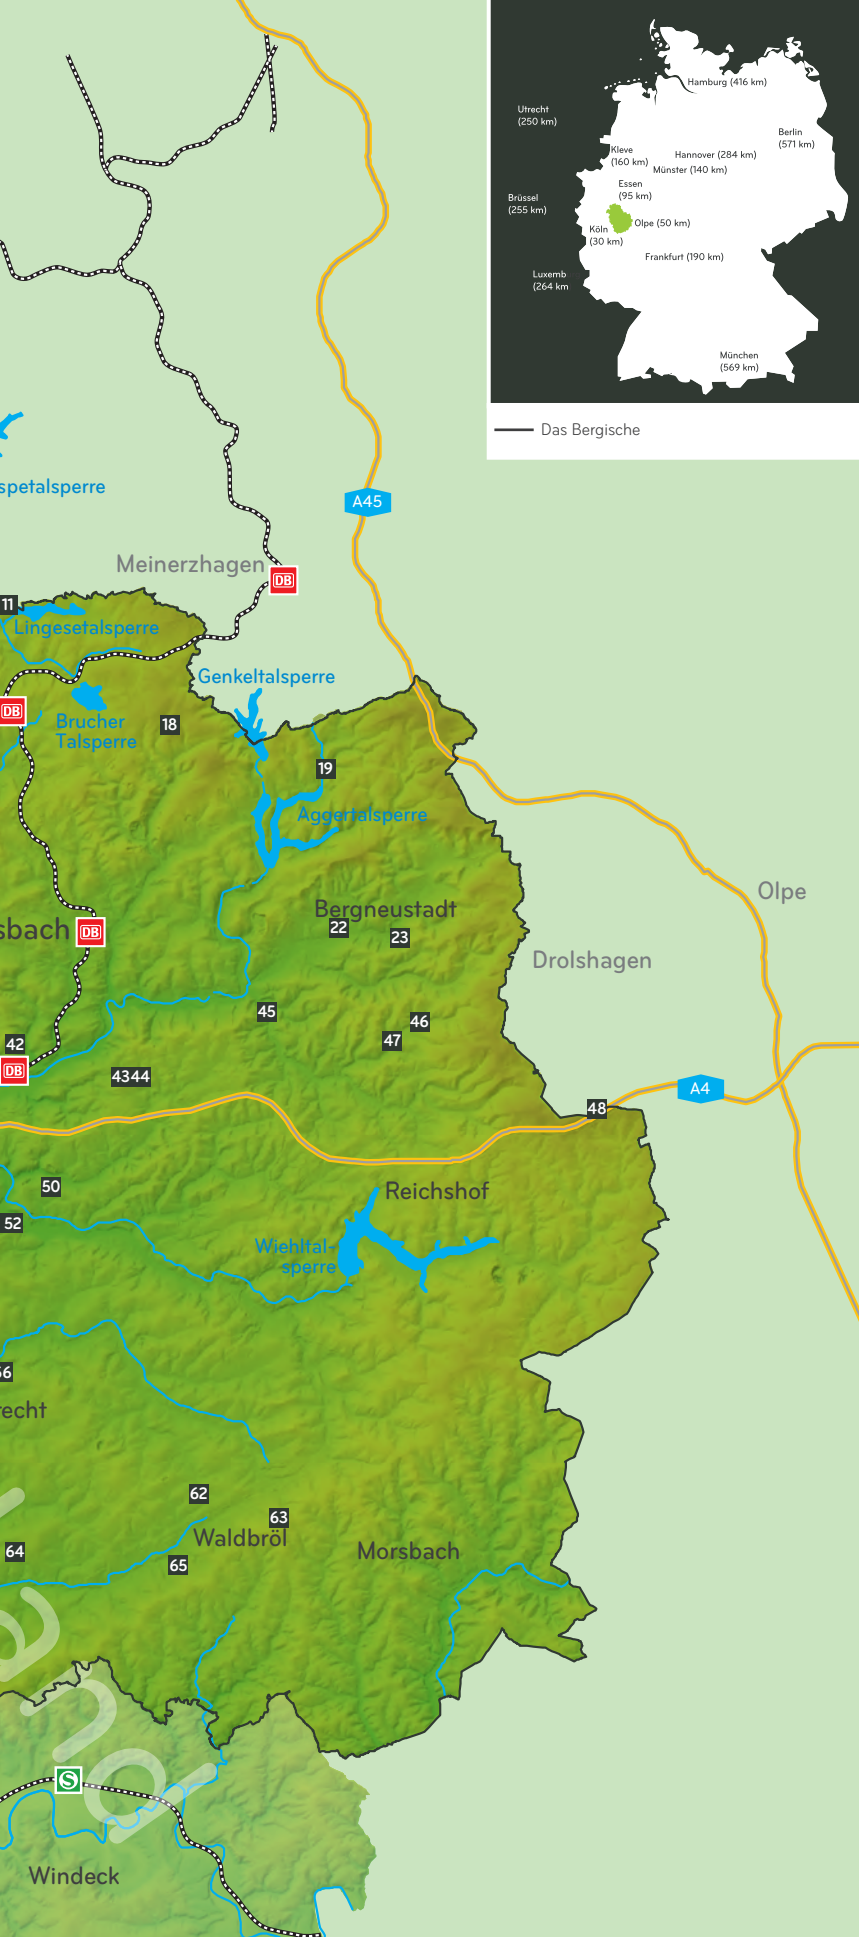 Hamburg (416 km)
Utrecht
(250 km)
Berlin
(571 km)
Kleve
(160 km)
Hannover (284 km)
Münster (140 km)
Essen
(95 km)
Brüssel
(255 km)
Olpe (50 km)
Köln
(30 km)
Frankfurt (190 km)
Luxemb
(264 km
München
(569 km)
Das Bergische
spetalsperre
A45
Meinerzhagen
DB
11
Lingesetalsperre
Genkeltalsperre
DB
Brucher
Talsperre
18
19
Aggertalsperre
Olpe
Bergneustadt
22
23
sbach
DB
Drolshagen
45
46
47
42
DB
4344
A4
48
50
Reichshof
52
Wiehltal-
sperre
66
recht
62
63
Waldbröl
64
65
Morsbach
S
Windeck